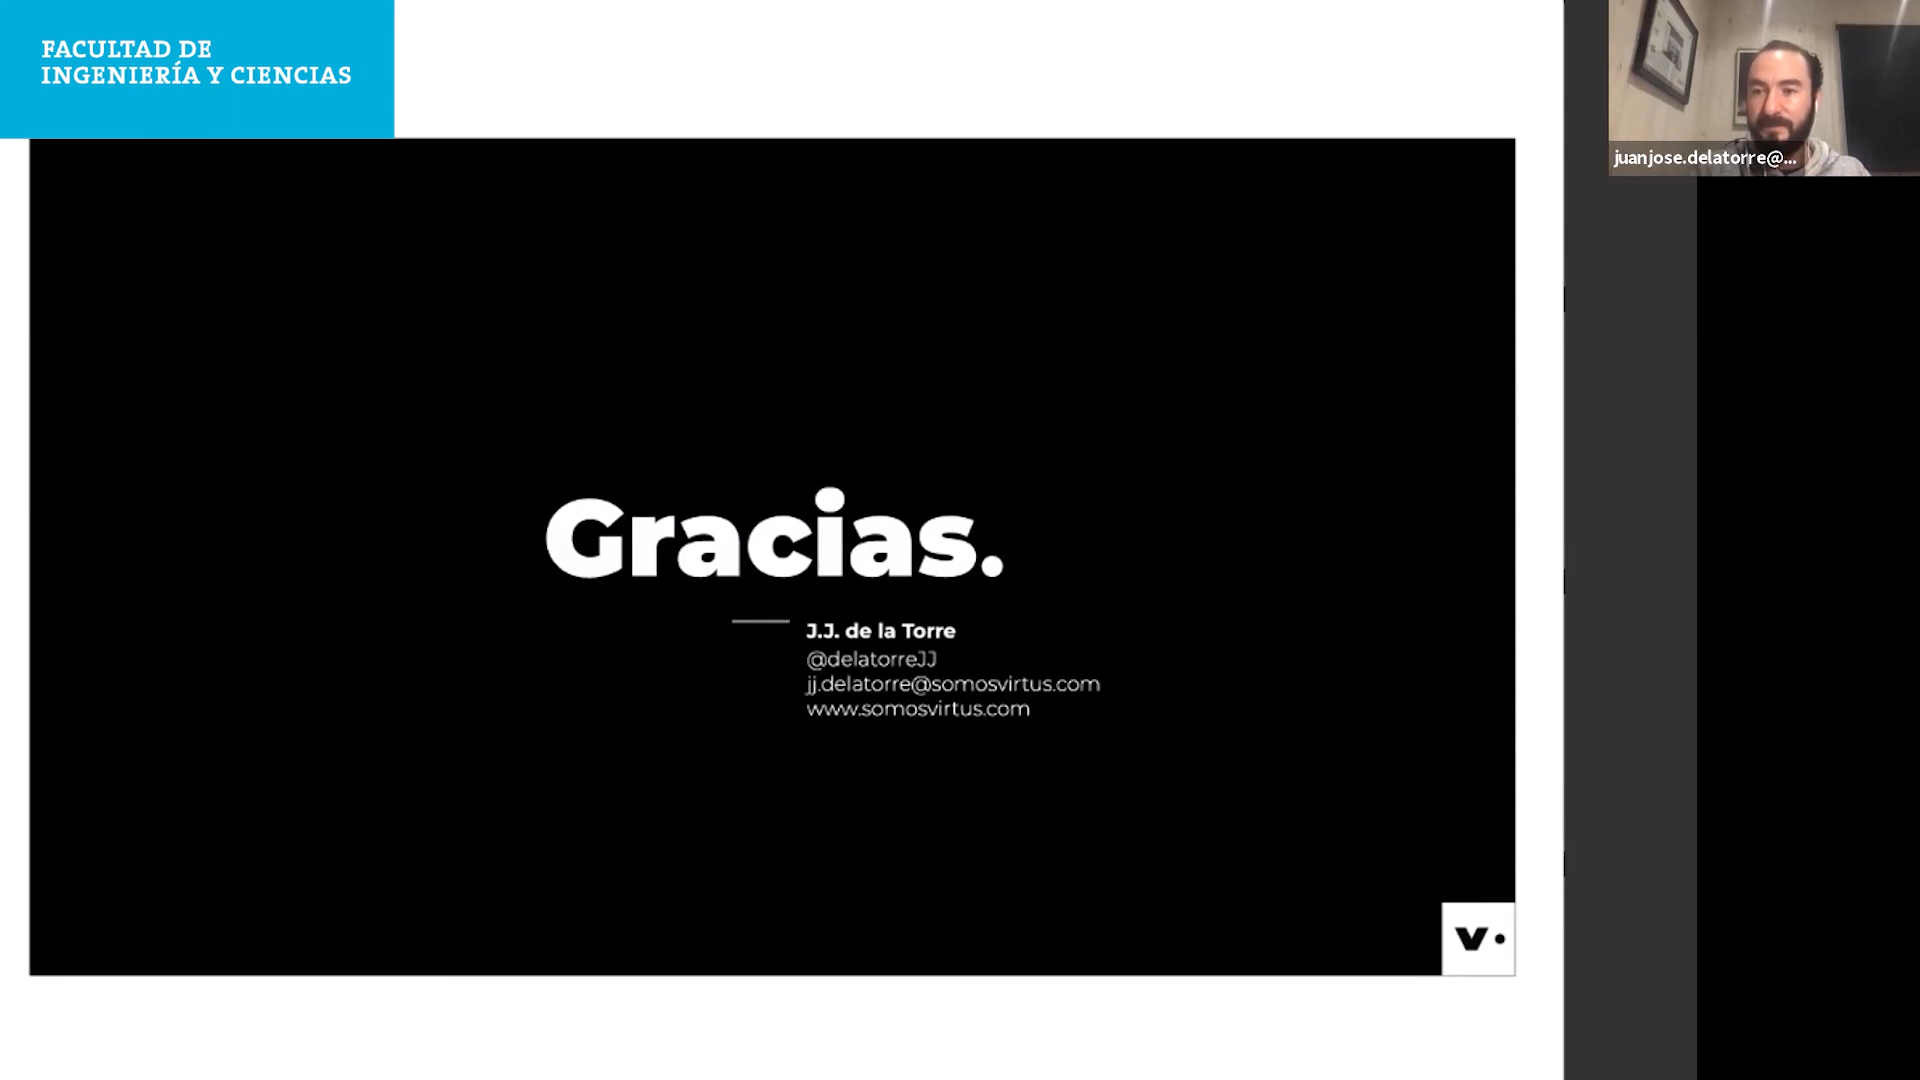 FACULTAD DE
INGENIERÍA Y CIENCIAS
juanjose.delatorre@...
Gracias.
J.J. de la Torre
@delatorreJJ
jj.delatorre@somosvirtus.com
www.somosvirtus.com
v.